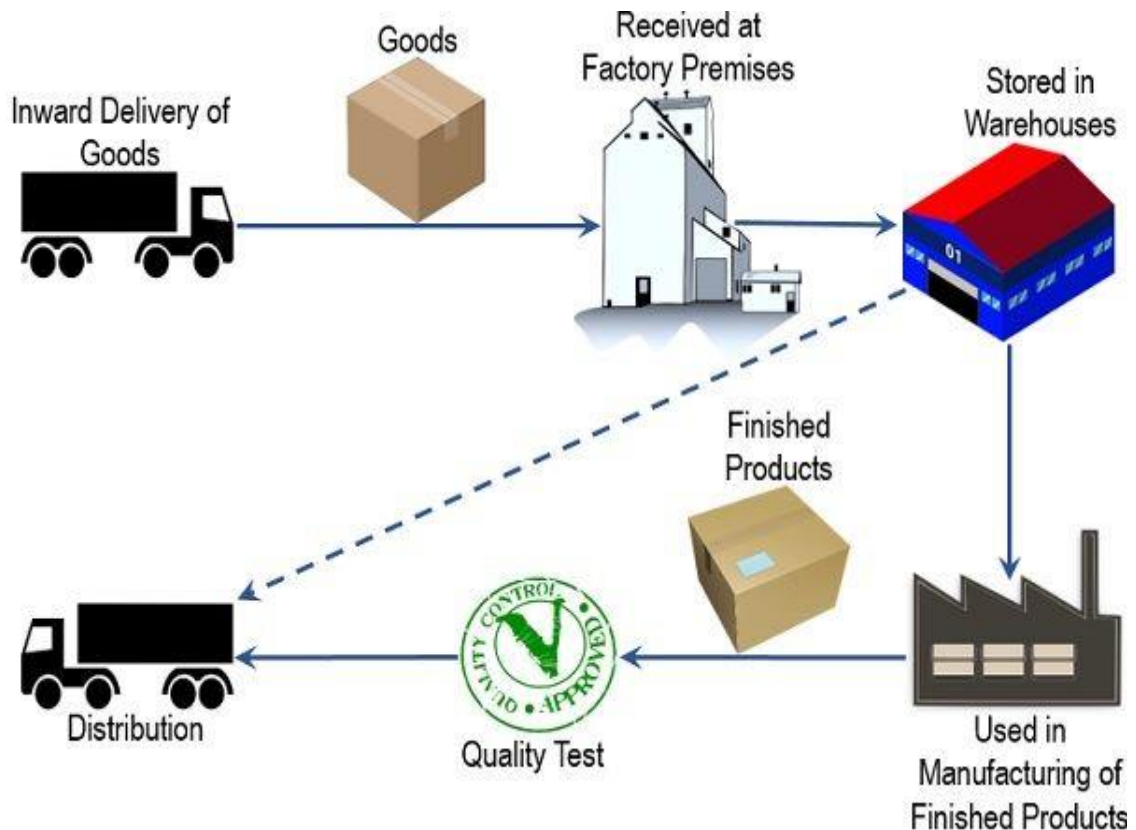 Goods
Received at
Factory Premises
Inward Delivery of
Goods
Stored in
Warehouses
01
Finished
Products
QUALITY CONTROL • APPROVED •
Distribution
Quality Test
Used in
Manufacturing of
Finished Products